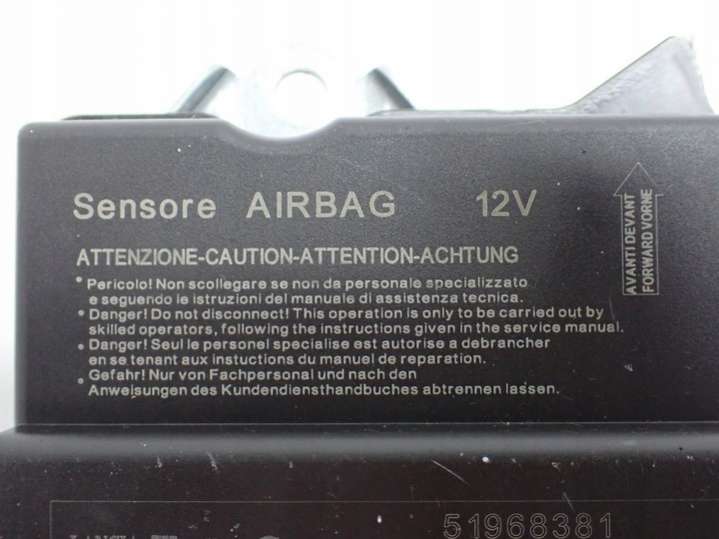 Sensore AIRBAG 12V
ATTENZIONE-CAUTION-ATTENTION-ACHTUNG
• Pericolo! Non scollegare se non da personale specializzato
e seguendo le istruzioni del manuale di assistenza tecnica.
• Danger! Do not disconnect! This operation is only to be carried out by
skilled operators, following the instructions given in the service manual.
• Danger! Seul le personel specialise est autorise a debrancher
en se tenant aux instuctions du manuel de reparation.
• Gefahr! Nur von Fachpersonal und nach den
Anweisungen des Kundendiensthandbuches abtrennen lassen.
AVANTI DEVANT
FORWARD VORNE
51968381